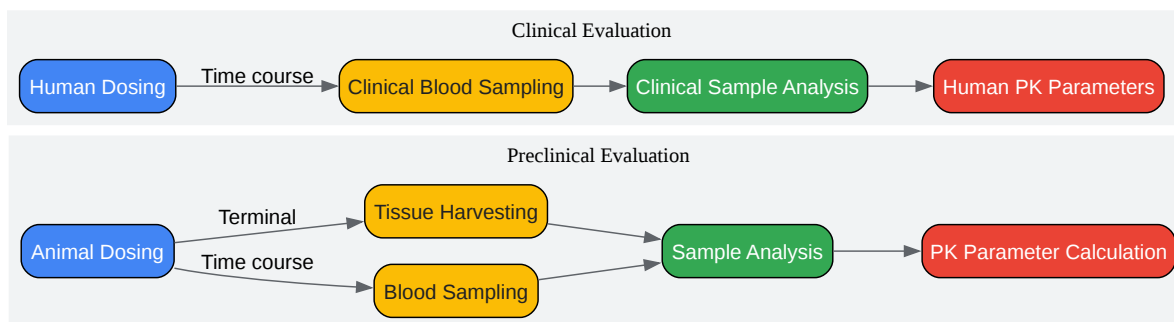 Clinical Evaluation
Human Dosing
Time course
Clinical Blood Sampling
Clinical Sample Analysis
Human PK Parameters
Preclinical Evaluation
Animal Dosing
Terminal
Time course
Tissue Harvesting
Blood Sampling
Sample Analysis
PK Parameter Calculation